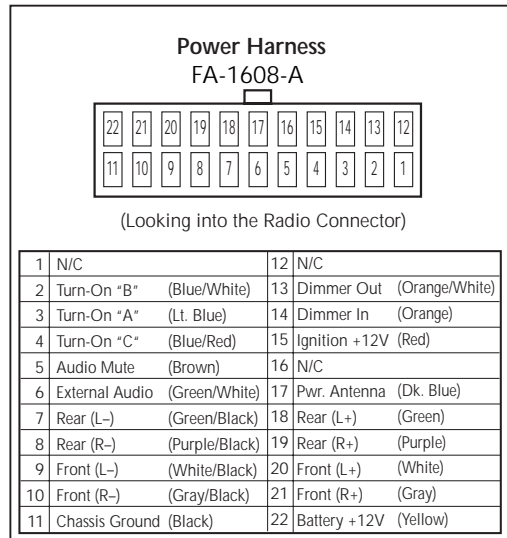 Power Harness
FA-1608-A
22 21 20 19 18 17 16 15 14 13 12
11 10 9 8 7 6 5 4 3 2 1
(Looking into the Radio Connector)
1 N/C 12 N/C
2 Turn-On "B" (Blue/White) 13 Dimmer Out (Orange/White)
3 Turn-On "A" (Lt. Blue) 14 Dimmer In (Orange)
4 Turn-On "C" (Blue/Red) 15 Ignition +12V (Red)
5 Audio Mute (Brown) 16 N/C
6 External Audio (Green/White) 17 Pwr. Antenna (Dk. Blue)
7 Rear (L–) (Green/Black) 18 Rear (L+) (Green)
8 Rear (R–) (Purple/Black) 19 Rear (R+) (Purple)
9 Front (L–) (White/Black) 20 Front (L+) (White)
10 Front (R–) (Gray/Black) 21 Front (R+) (Gray)
11 Chassis Ground (Black) 22 Battery +12V (Yellow)